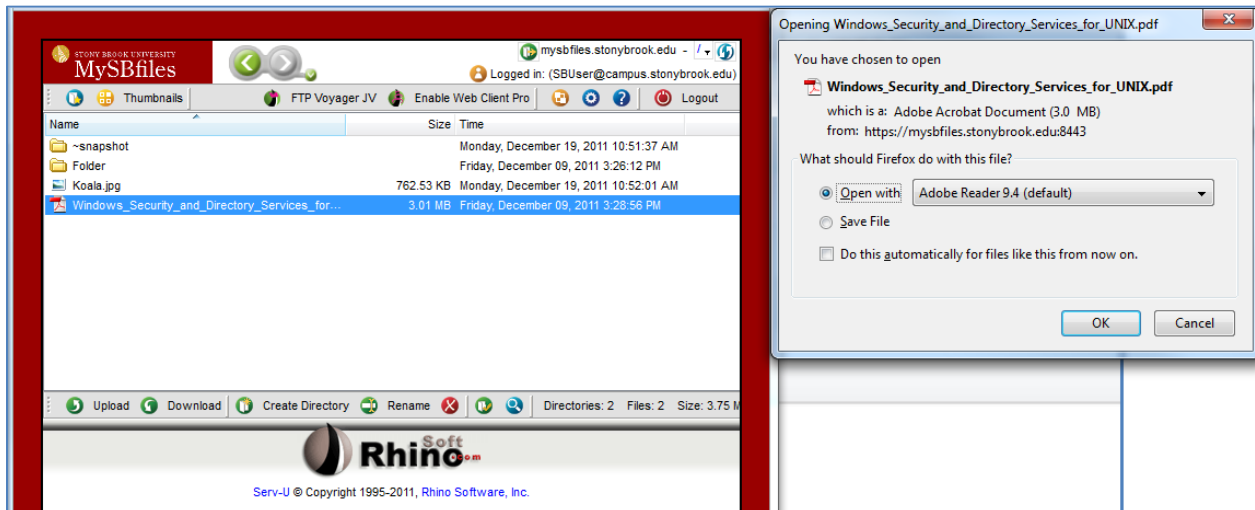 STONY BROOK UNIVERSITY
MySBfiles
mysbfiles.stonybrook.edu - /
Logged in: (SBUser@campus.stonybrook.edu)
Thumbnails FTP Voyager JV Enable Web Client Pro Logout
Name Size Time
~snapshot Monday, December 19, 2011 10:51:37 AM
Folder Friday, December 09, 2011 3:26:12 PM
Koala.jpg 762.53 KB Monday, December 19, 2011 10:52:01 AM
Windows_Security_and_Directory_Services_for... 3.01 MB Friday, December 09, 2011 3:28:56 PM
Upload Download Create Directory Rename Directories: 2 Files: 2 Size: 3.75 M
RhinoSoft.com
Serv-U © Copyright 1995-2011, Rhino Software, Inc.
Opening Windows_Security_and_Directory_Services_for_UNIX.pdf
You have chosen to open
Windows_Security_and_Directory_Services_for_UNIX.pdf
which is a: Adobe Acrobat Document (3.0 MB)
from: https://mysbfiles.stonybrook.edu:8443
What should Firefox do with this file?
Open with Adobe Reader 9.4 (default)
Save File
Do this automatically for files like this from now on.
OK Cancel